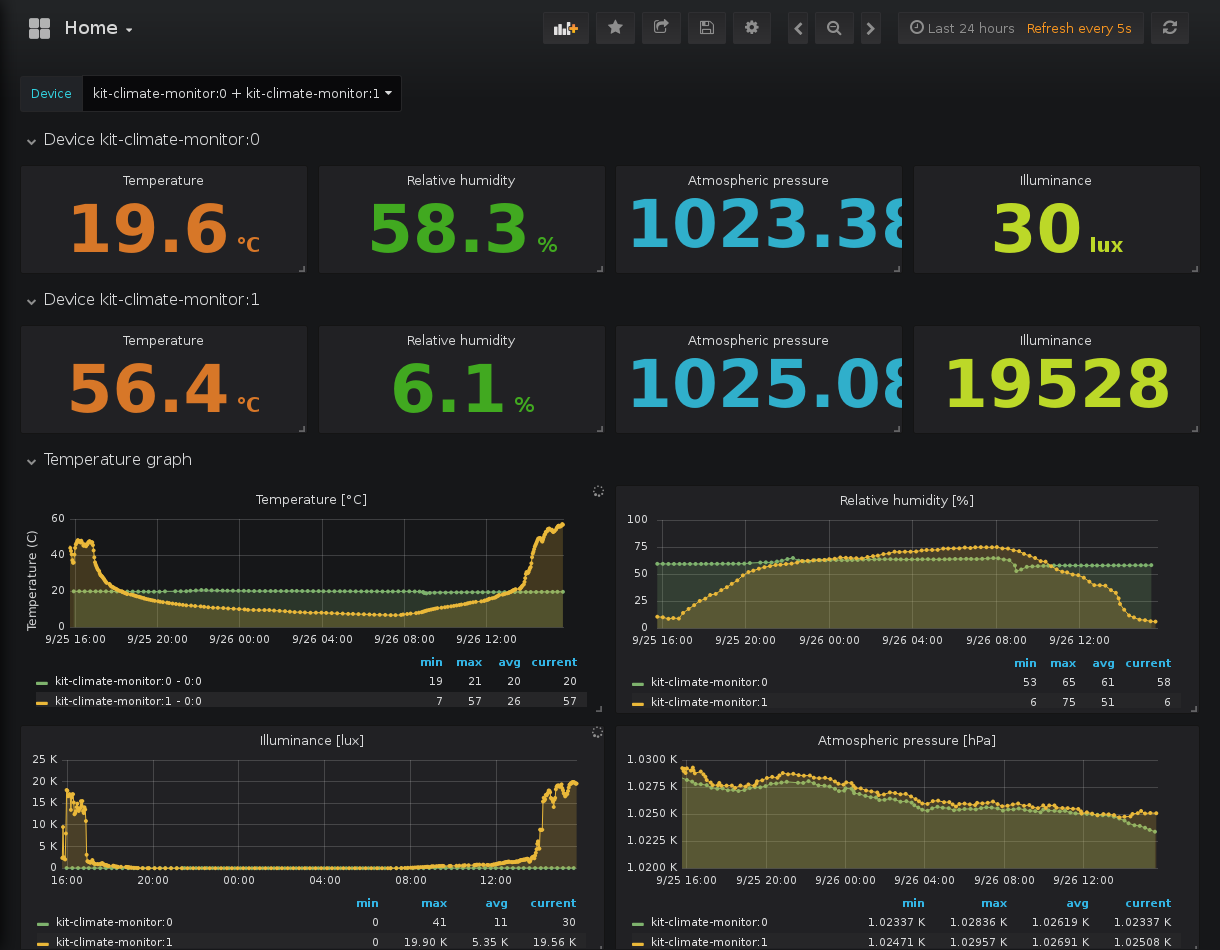 Home
Last 24 hours Refresh every 5s
Device kit-climate-monitor:0 + kit-climate-monitor:1
Device kit-climate-monitor:0
Temperature Relative humidity Atmospheric pressure Illuminance
19.6 °C 58.3 % 1023.38 30 lux
Device kit-climate-monitor:1
Temperature Relative humidity Atmospheric pressure Illuminance
56.4 °C 6.1 % 1025.08 19528
Temperature graph
Temperature [°C]
Temperature (C)
60
40
20
0
9/25 16:00 9/25 20:00 9/26 00:00 9/26 04:00 9/26 08:00 9/26 12:00
min max avg current
kit-climate-monitor:0 - 0:0 19 21 20 20
kit-climate-monitor:1 - 0:0 7 57 26 57
Relative humidity [%]
100
75
50
25
0
9/25 16:00 9/25 20:00 9/26 00:00 9/26 04:00 9/26 08:00 9/26 12:00
min max avg current
kit-climate-monitor:0 53 65 61 58
kit-climate-monitor:1 6 75 51 6
Illuminance [lux]
25 K
20 K
15 K
10 K
5 K
0
16:00 20:00 00:00 04:00 08:00 12:00
min max avg current
kit-climate-monitor:0 0 41 11 30
kit-climate-monitor:1 0 19.90 K 5.35 K 19.56 K
Atmospheric pressure [hPa]
1.0300 K
1.0275 K
1.0250 K
1.0225 K
1.0200 K
9/25 16:00 9/25 20:00 9/26 00:00 9/26 04:00 9/26 08:00 9/26 12:00
min max avg current
kit-climate-monitor:0 1.02337 K 1.02836 K 1.02619 K 1.02337 K
kit-climate-monitor:1 1.02471 K 1.02957 K 1.02691 K 1.02508 K